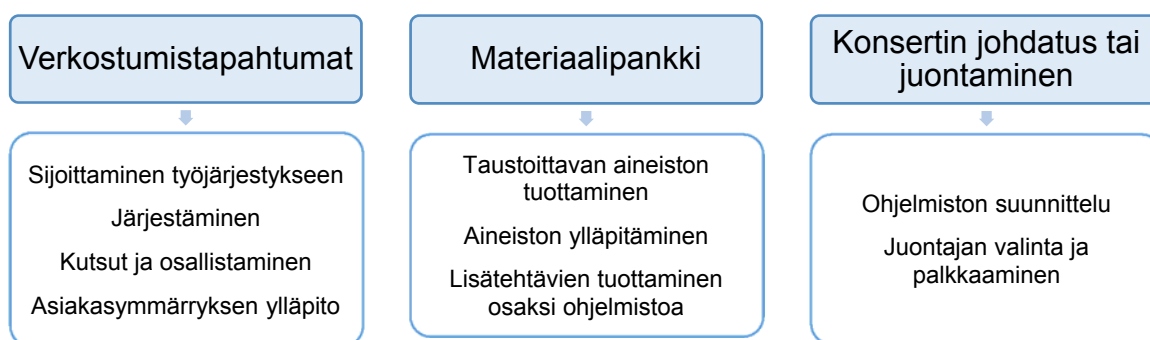 Verkostumistapahtumat
Sijoittaminen työjärjestykseen
Järjestäminen
Kutsut ja osallistaminen
Asiakasymmärryksen ylläpito
Materiaalipankki
Taustoittavan aineiston
tuottaminen
Aineiston ylläpitäminen
Lisätehtävien tuottaminen
osaksi ohjelmistoa
Konsertin johdatus tai
juontaminen
Ohjelmiston suunnittelu
Juontajan valinta ja
palkkaaminen